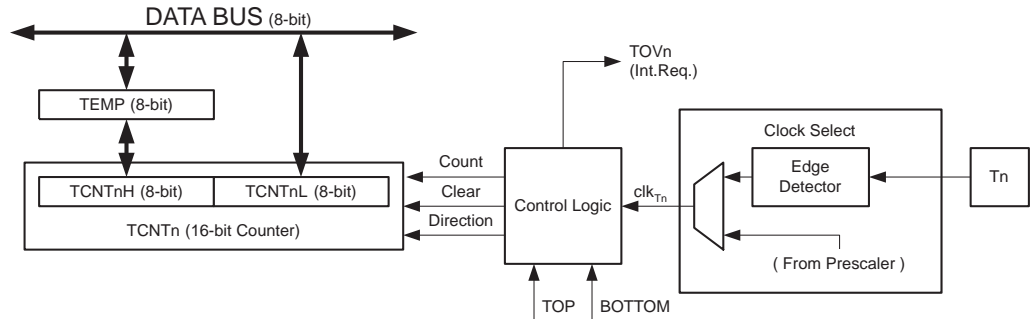 DATA BUS (8-bit)
TOVn
(Int.Req.)
TEMP (8-bit)
Clock Select
Count
Edge
Detector
Tn
TCNTnH (8-bit)
TCNTnL (8-bit)
Clear
Control Logic
clkTn
Direction
TCNTn (16-bit Counter)
( From Prescaler )
TOP
BOTTOM